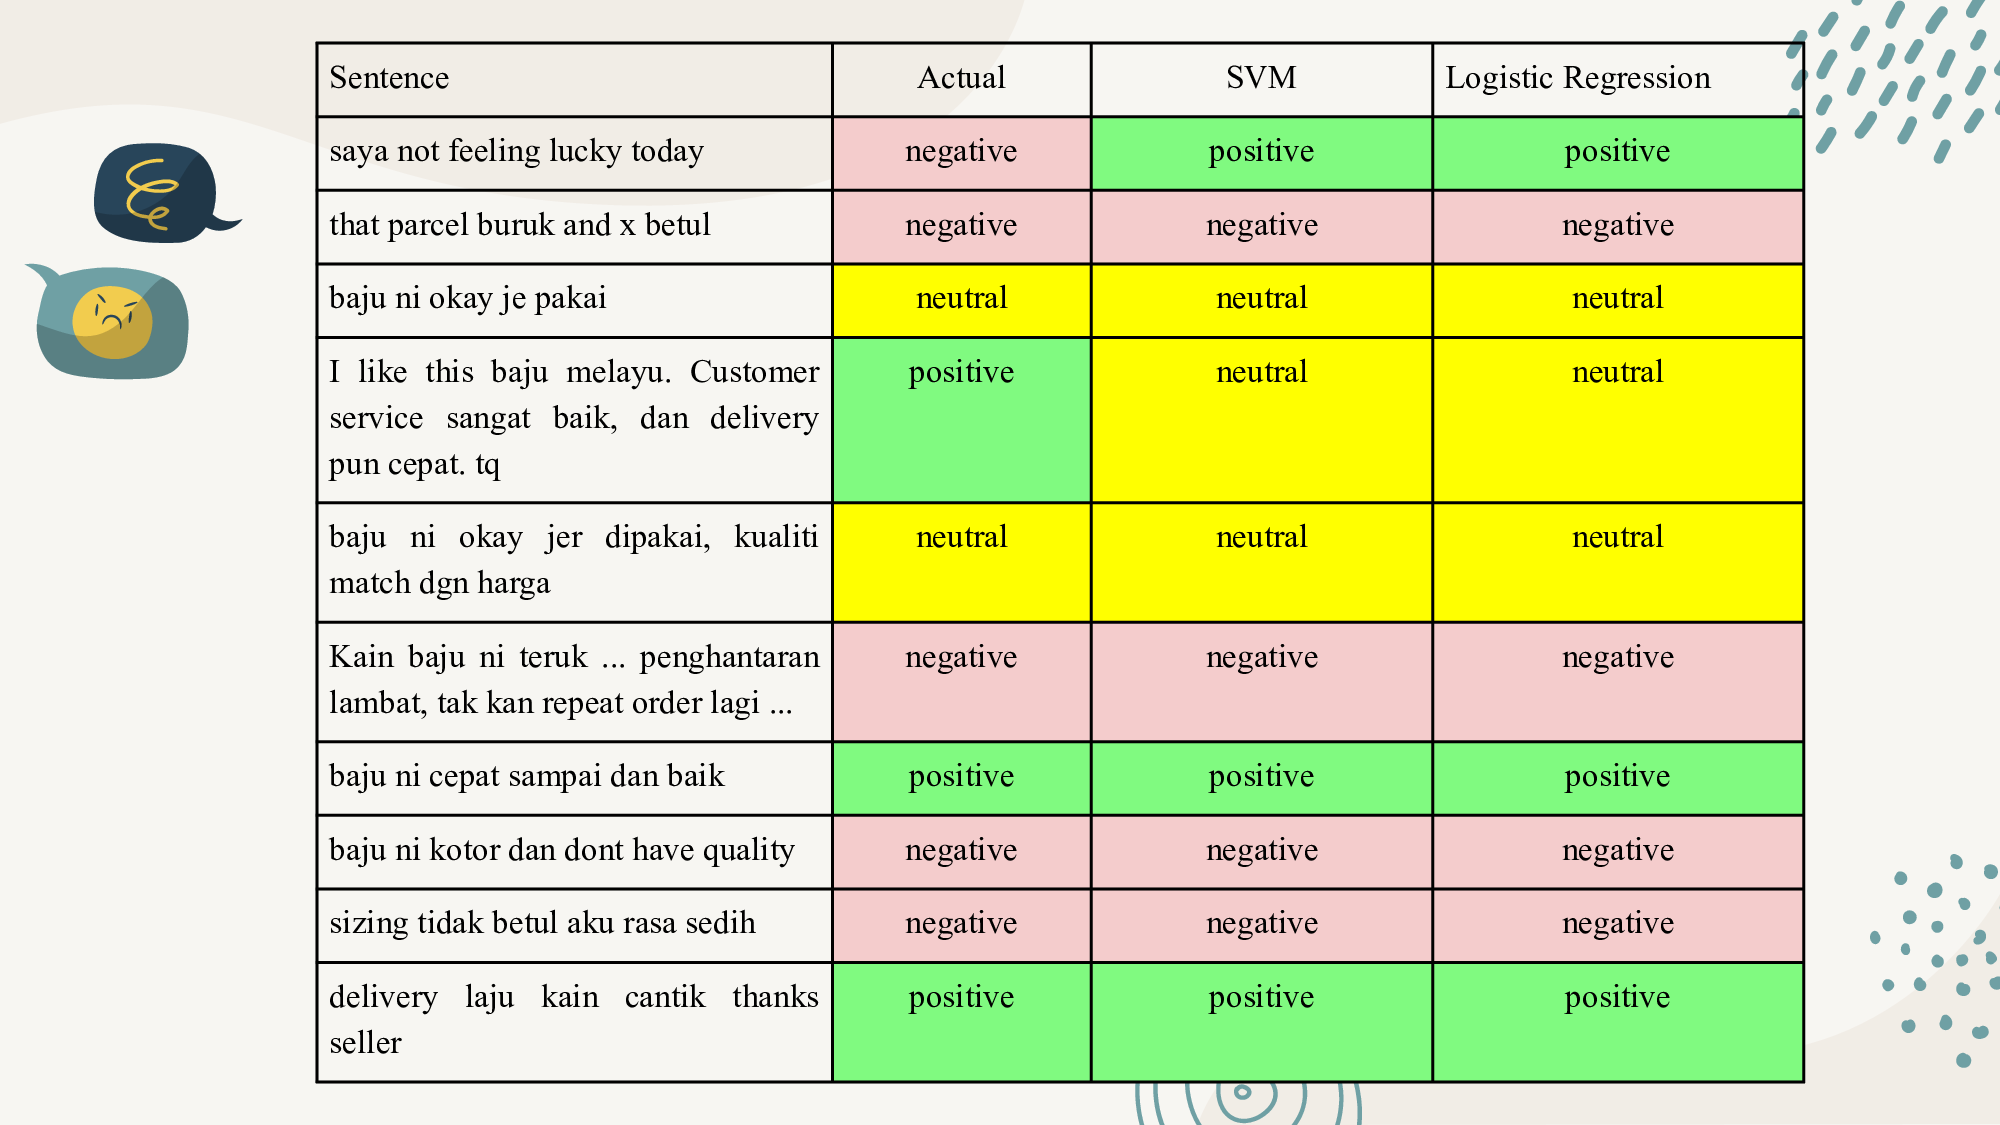 Sentence Actual SVM Logistic Regression
saya not feeling lucky today negative positive positive
that parcel buruk and x betul negative negative negative
baju ni okay je pakai neutral neutral neutral
I like this baju melayu. Customer positive neutral neutral
service sangat baik, dan delivery
pun cepat. tq
baju ni okay jer dipakai, kualiti neutral neutral neutral
match dgn harga
Kain baju ni teruk ... penghantaran negative negative negative
lambat, tak kan repeat order lagi ...
baju ni cepat sampai dan baik positive positive positive
baju ni kotor dan dont have quality negative negative negative
sizing tidak betul aku rasa sedih negative negative negative
delivery laju kain cantik thanks positive positive positive
seller